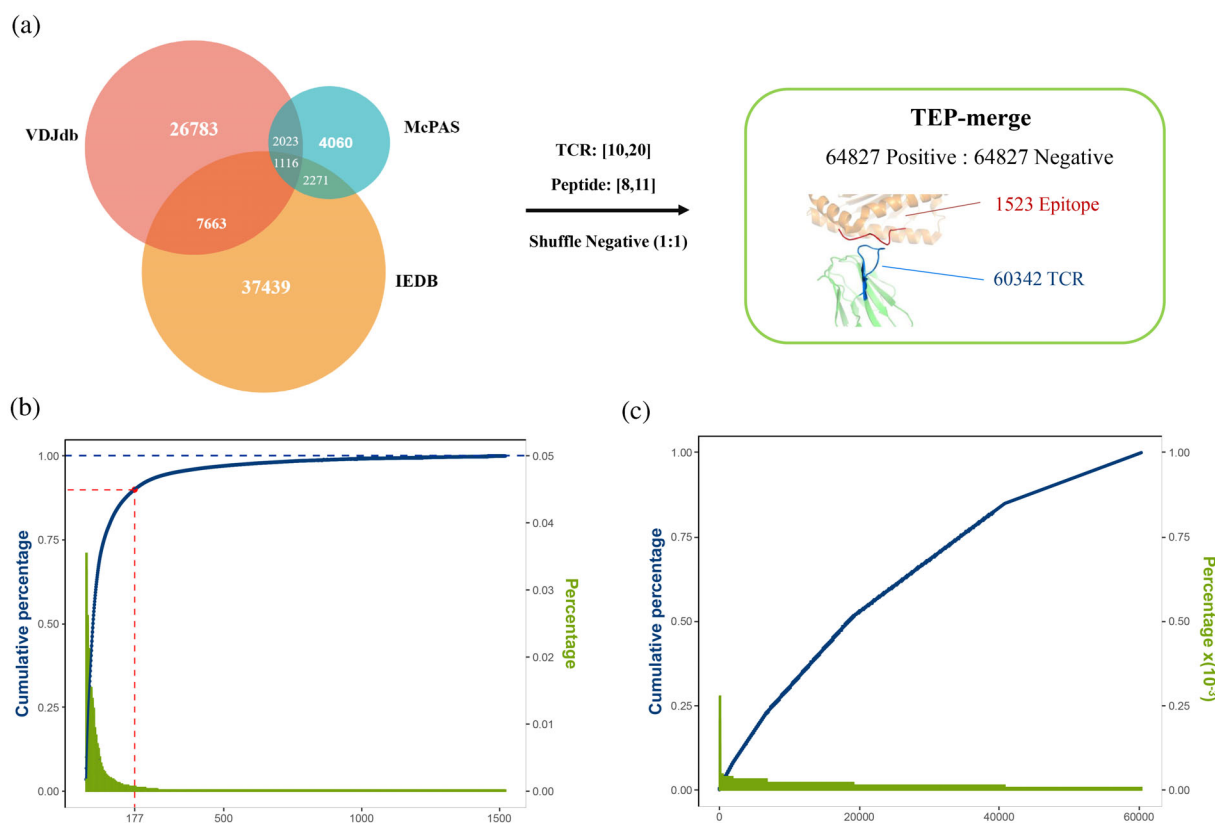 (a)
VDJdb
26783
2023
4060
McPAS
1116
2271
7663
37439
IEDB
TCR: [10,20]
Peptide: [8,11]
Shuffle Negative (1:1)
TEP-merge
64827 Positive : 64827 Negative
1523 Epitope
60342 TCR
(b)
Cumulative percentage
1.00
0.75
0.50
0.25
0.00
177
500
1000
1500
0.05
0.04
0.03
0.02
0.01
0.00
Percentage
(c)
Cumulative percentage
1.00
0.75
0.50
0.25
0.00
0
20000
40000
60000
1.00
0.75
0.50
0.25
0.00
Percentage x(10⁻³)